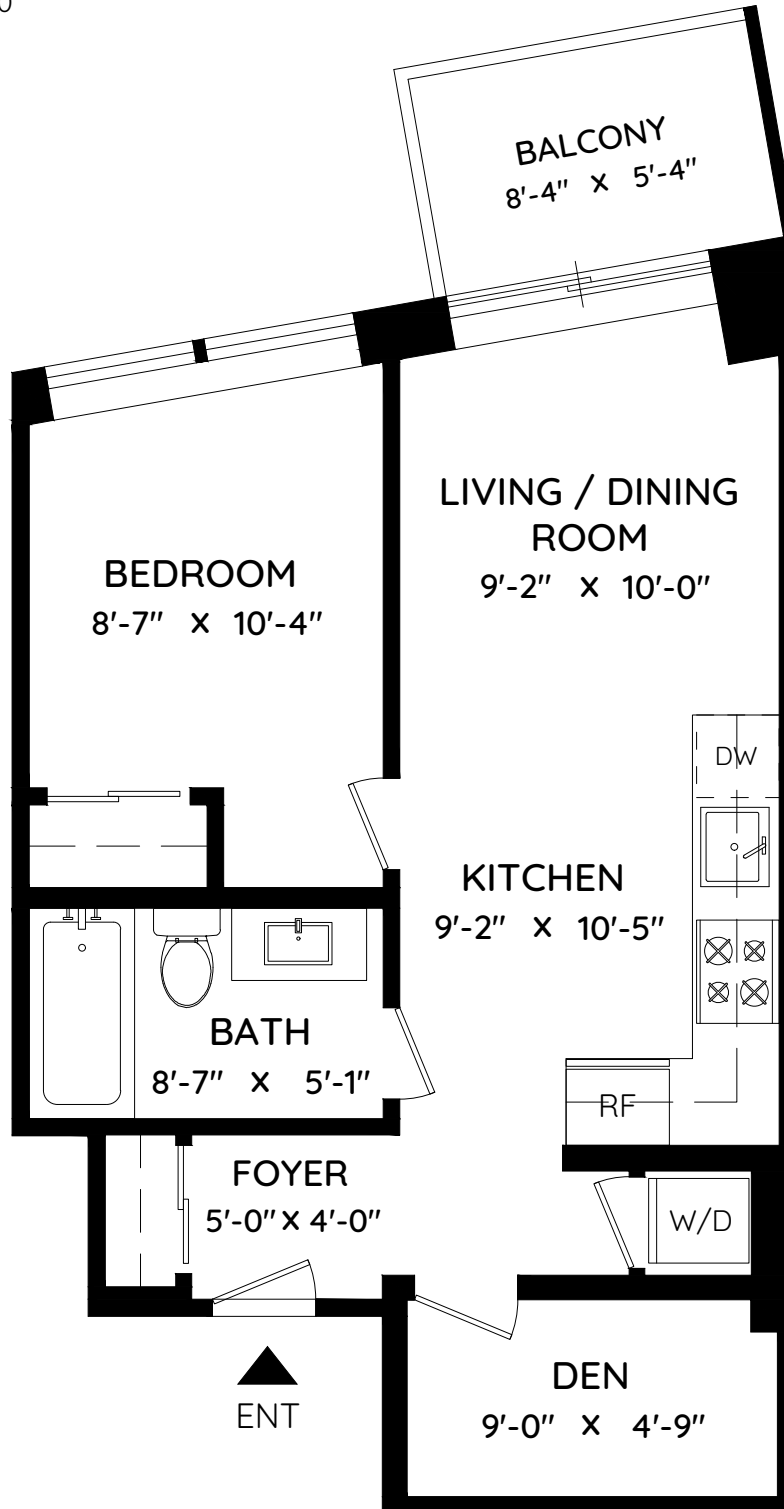 BALCONY
8'-4" X 5'-4"
LIVING / DINING
ROOM
9'-2" X 10'-0"
BEDROOM
8'-7" X 10'-4"
DW
KITCHEN
9'-2" X 10'-5"
BATH
8'-7" X 5'-1"
RF
FOYER
5'-0" X 4'-0"
W/D
DEN
9'-0" X 4'-9"
ENT